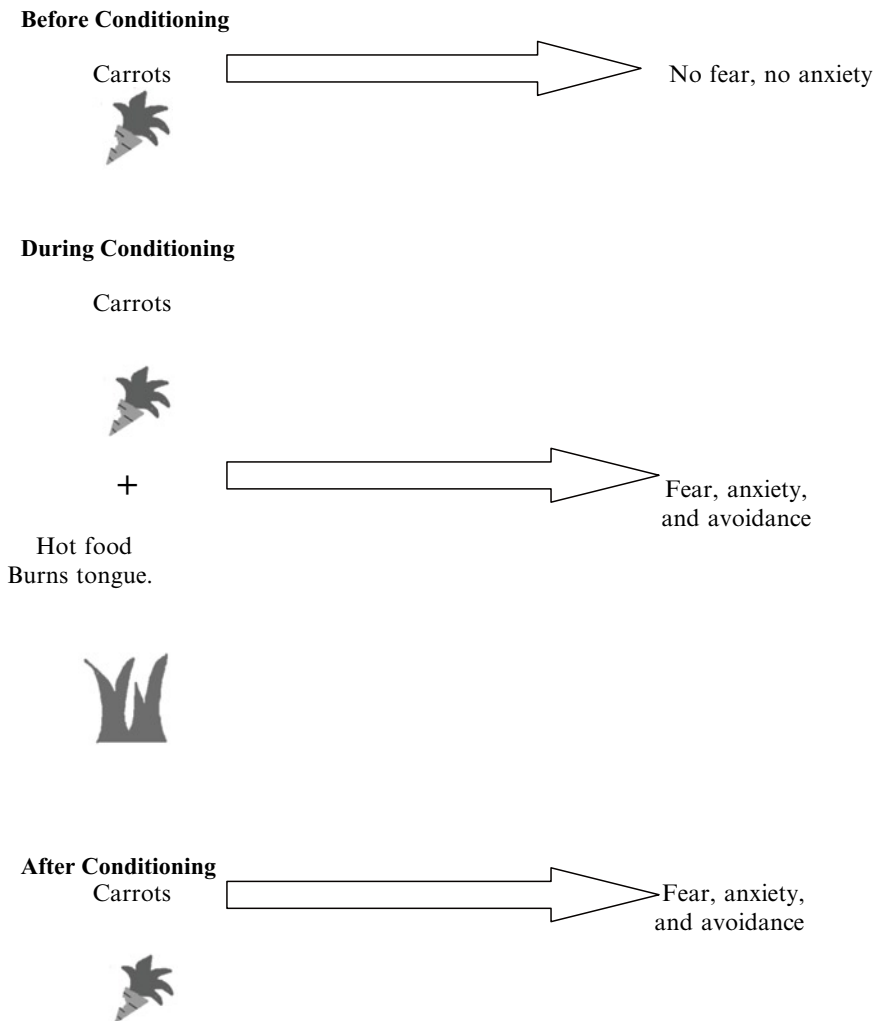 Before Conditioning
Carrots
No fear, no anxiety
During Conditioning
Carrots
+
Fear, anxiety,
and avoidance
Hot food
Burns tongue.
After Conditioning
Carrots
Fear, anxiety,
and avoidance